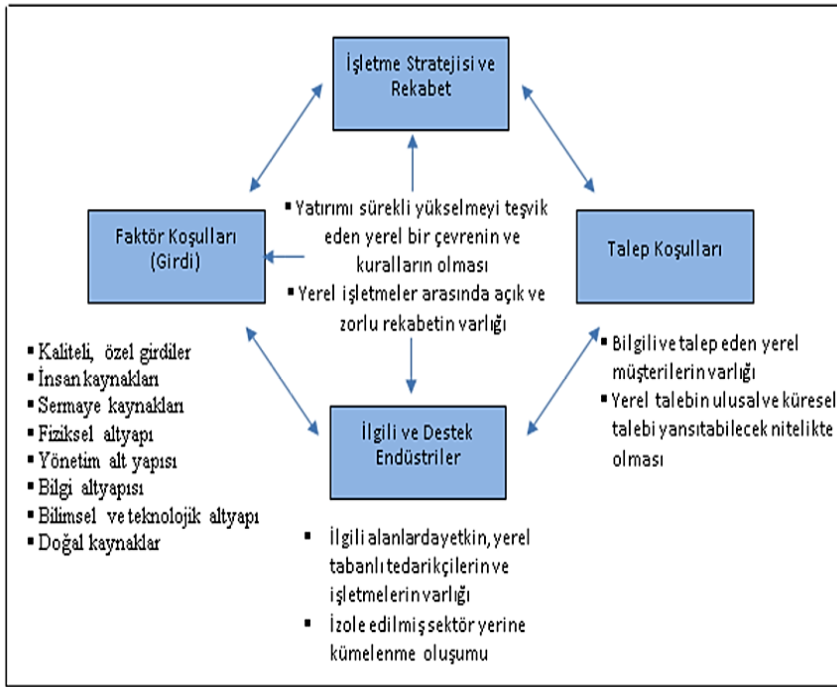 İşletme Stratejisi ve
Rekabet
▪ Yatırımı sürekli yükselmeyi teşvik
eden yerel bir çevrenin ve
kuralların olması
▪ Yerel işletmeler arasında açık ve
zorlu rekabetin varlığı
Faktör Koşulları
(Girdi)
Talep Koşulları
▪ Kaliteli, özel girdiler
▪ İnsan kaynakları
▪ Sermaye kaynakları
▪ Fiziksel altyapı
▪ Yönetim alt yapısı
▪ Bilgi altyapısı
▪ Bilimsel ve teknolojik altyapı
▪ Doğal kaynaklar
▪ Bilgili ve talep eden yerel
müşterilerin varlığı
▪ Yerel talebin ulusal ve küresel
talebi yansıtabilecek nitelikte
olması
İlgili ve Destek
Endüstriler
▪ İlgili alanlarda yetkin, yerel
tabanlı tedarikçilerin ve
işletmelerin varlığı
▪ İzole edilmiş sektör yerine
kümelenme oluşumu